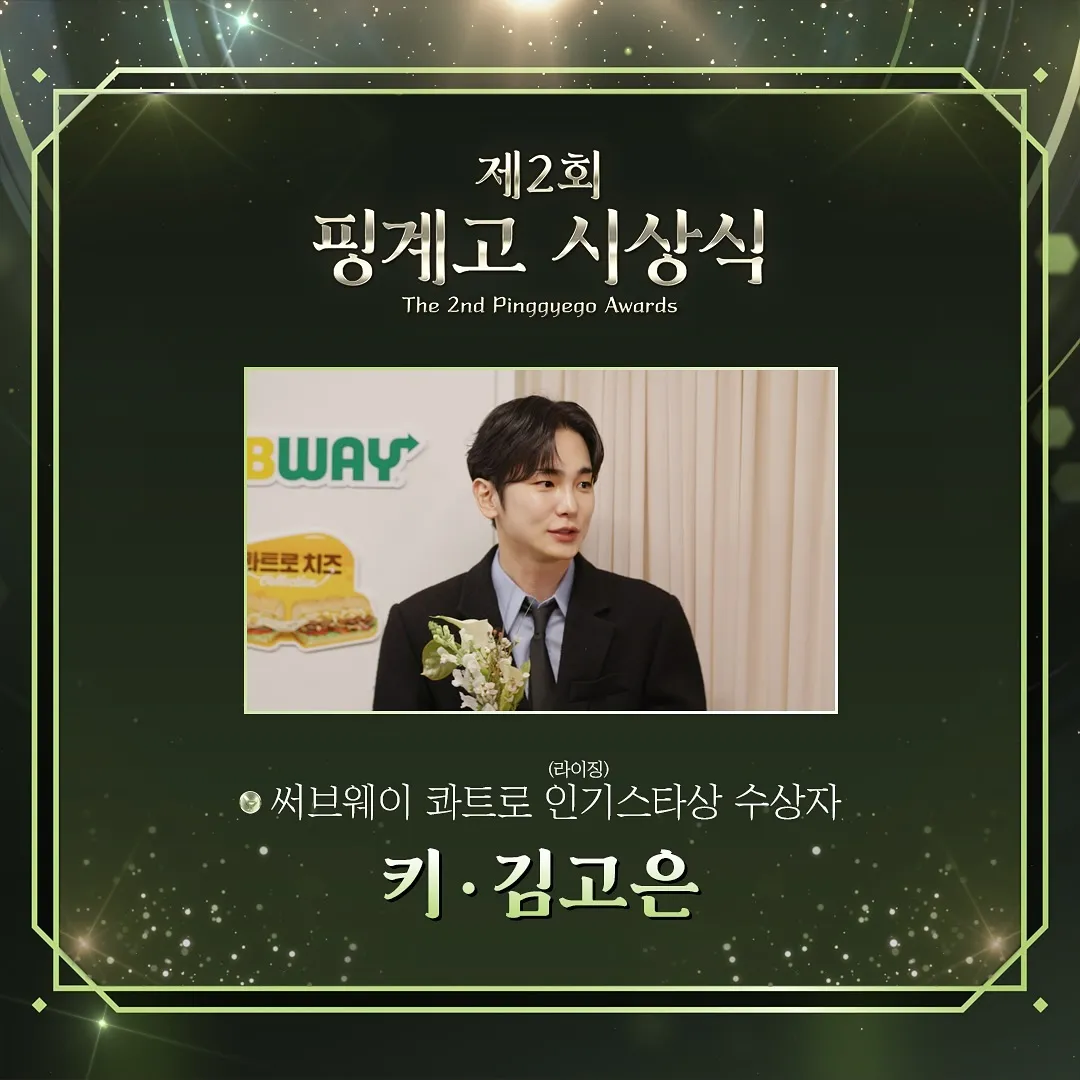 제2회
핑계고 시상식
The 2nd Pinggyego Awards
BWAY
콰트로 치즈
Collection
(라이징)
써브웨이 콰트로 인기스타상 수상자
키·김고은